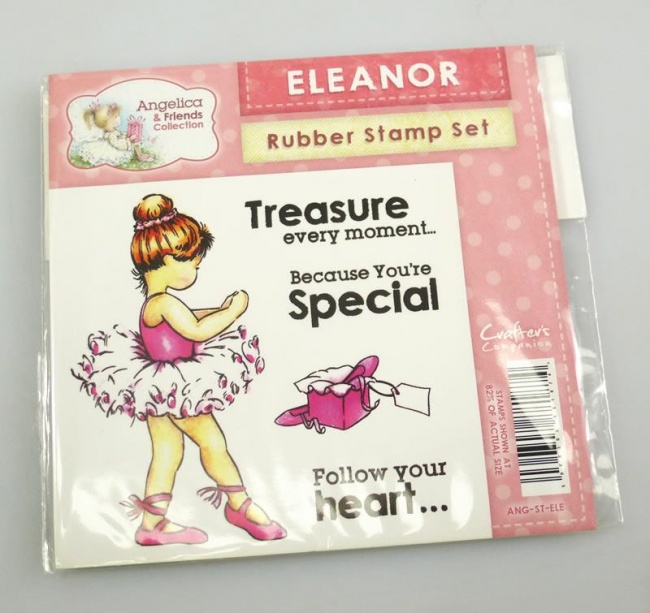 ELEANOR
Rubber Stamp Set
Angelica
& Friends
Collection
Treasure
every moment...
Because You're
Special
Follow your
heart...
Crafter's
Companion
STAMPS SHOWN AT
82% OF ACTUAL SIZE
ANG-ST-ELE